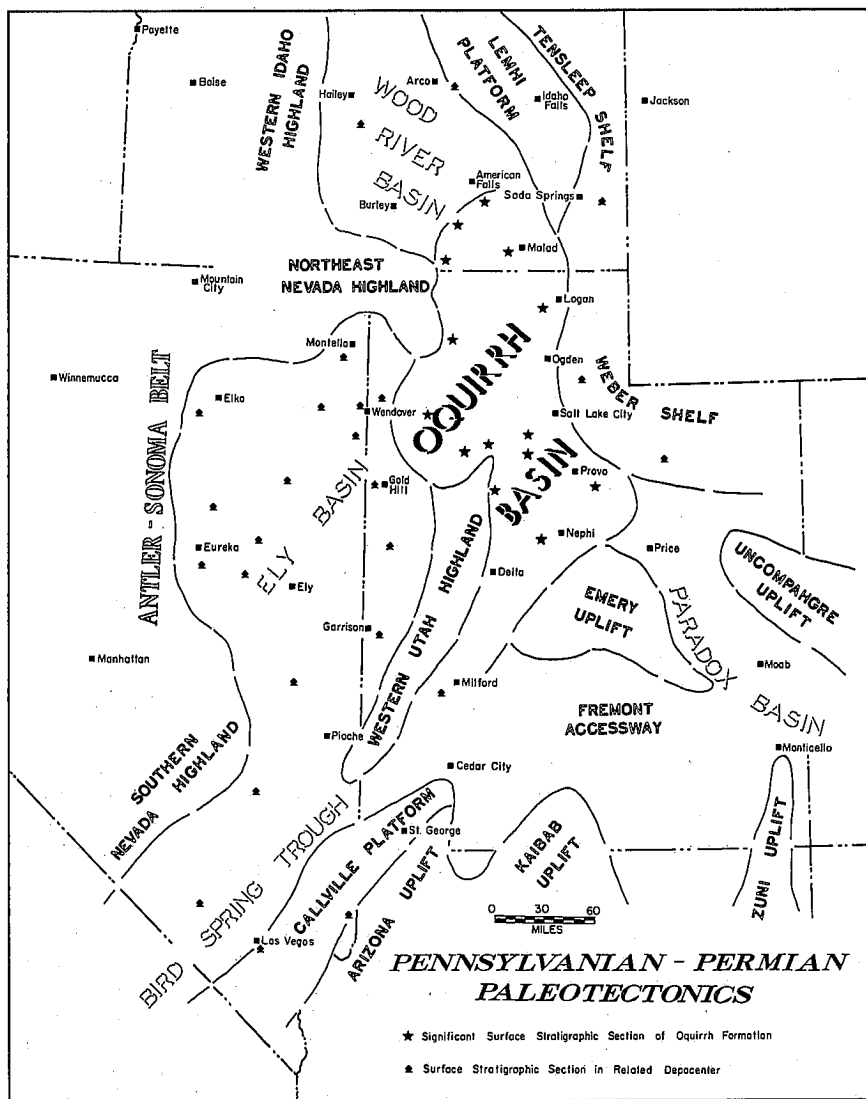 Payette
Boise
WESTERN IDAHO
HIGHLAND
Hailey
Arco
WOOD
RIVER
BASIN
LEMHI
PLATFORM
Idaho
Falls
TENSLEEP SHELF
Jackson
American
Falls
Soda Springs
Burley
Malad
NORTHEAST
NEVADA HIGHLAND
Mountain
City
Logan
Montello
Ogden
Winnemucca
ANTLER - SONOMA BELT
Elko
Wendover
OQUIRRH
BASIN
WEBER
SHELF
Salt Lake City
Provo
Gold
Hill
ELY BASIN
Eureka
Ely
Nephi
Price
Delta
WESTERN UTAH HIGHLAND
EMERY
UPLIFT
UNCOMPAHGRE
UPLIFT
PARADOX
BASIN
Garrison
Manhattan
Milford
Moab
FREMONT
ACCESSWAY
Pioche
Monticello
SOUTHERN
NEVADA HIGHLAND
Cedar City
BIRD SPRING TROUGH
CALLVILLE PLATFORM
St. George
ARIZONA UPLIFT
KAIBAB
UPLIFT
ZUNI UPLIFT
Las Vegas
0 30 60
MILES
PENNSYLVANIAN - PERMIAN
PALEOTECTONICS
Significant Surface Stratigraphic Section of Oquirrh Formation
Surface Stratigraphic Section in Related Depocenter